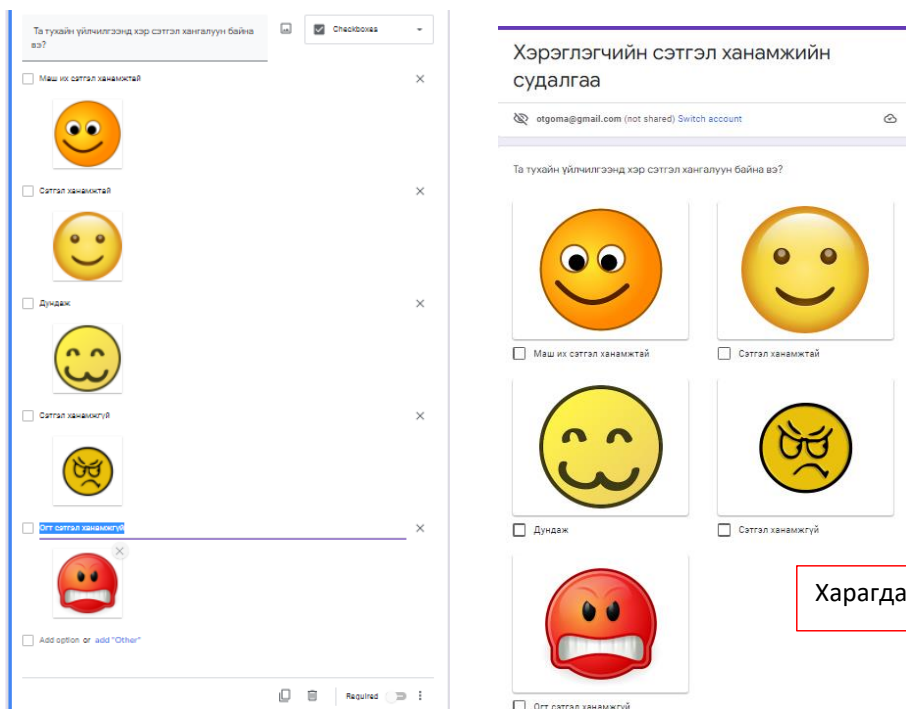 Та тухайн үйлчилгээнд хэр сэтгэл хангалуун байна
вэ?
Checkboxes
Маш их сэтгэл ханамжтай
Сэтгэл ханамжтай
Дундаж
Сэтгэл ханамжгүй
Огт сэтгэл ханамжгүй
Add option or add "Other"
Required
Хэрэглэгчийн сэтгэл ханамжийн
судалгаа
otgoma@gmail.com (not shared) Switch account
Та тухайн үйлчилгээнд хэр сэтгэл хангалуун байна вэ?
Маш их сэтгэл ханамжтай
Сэтгэл ханамжтай
Дундаж
Сэтгэл ханамжгүй
Харагда
Огт сэтгэл ханамжгүй